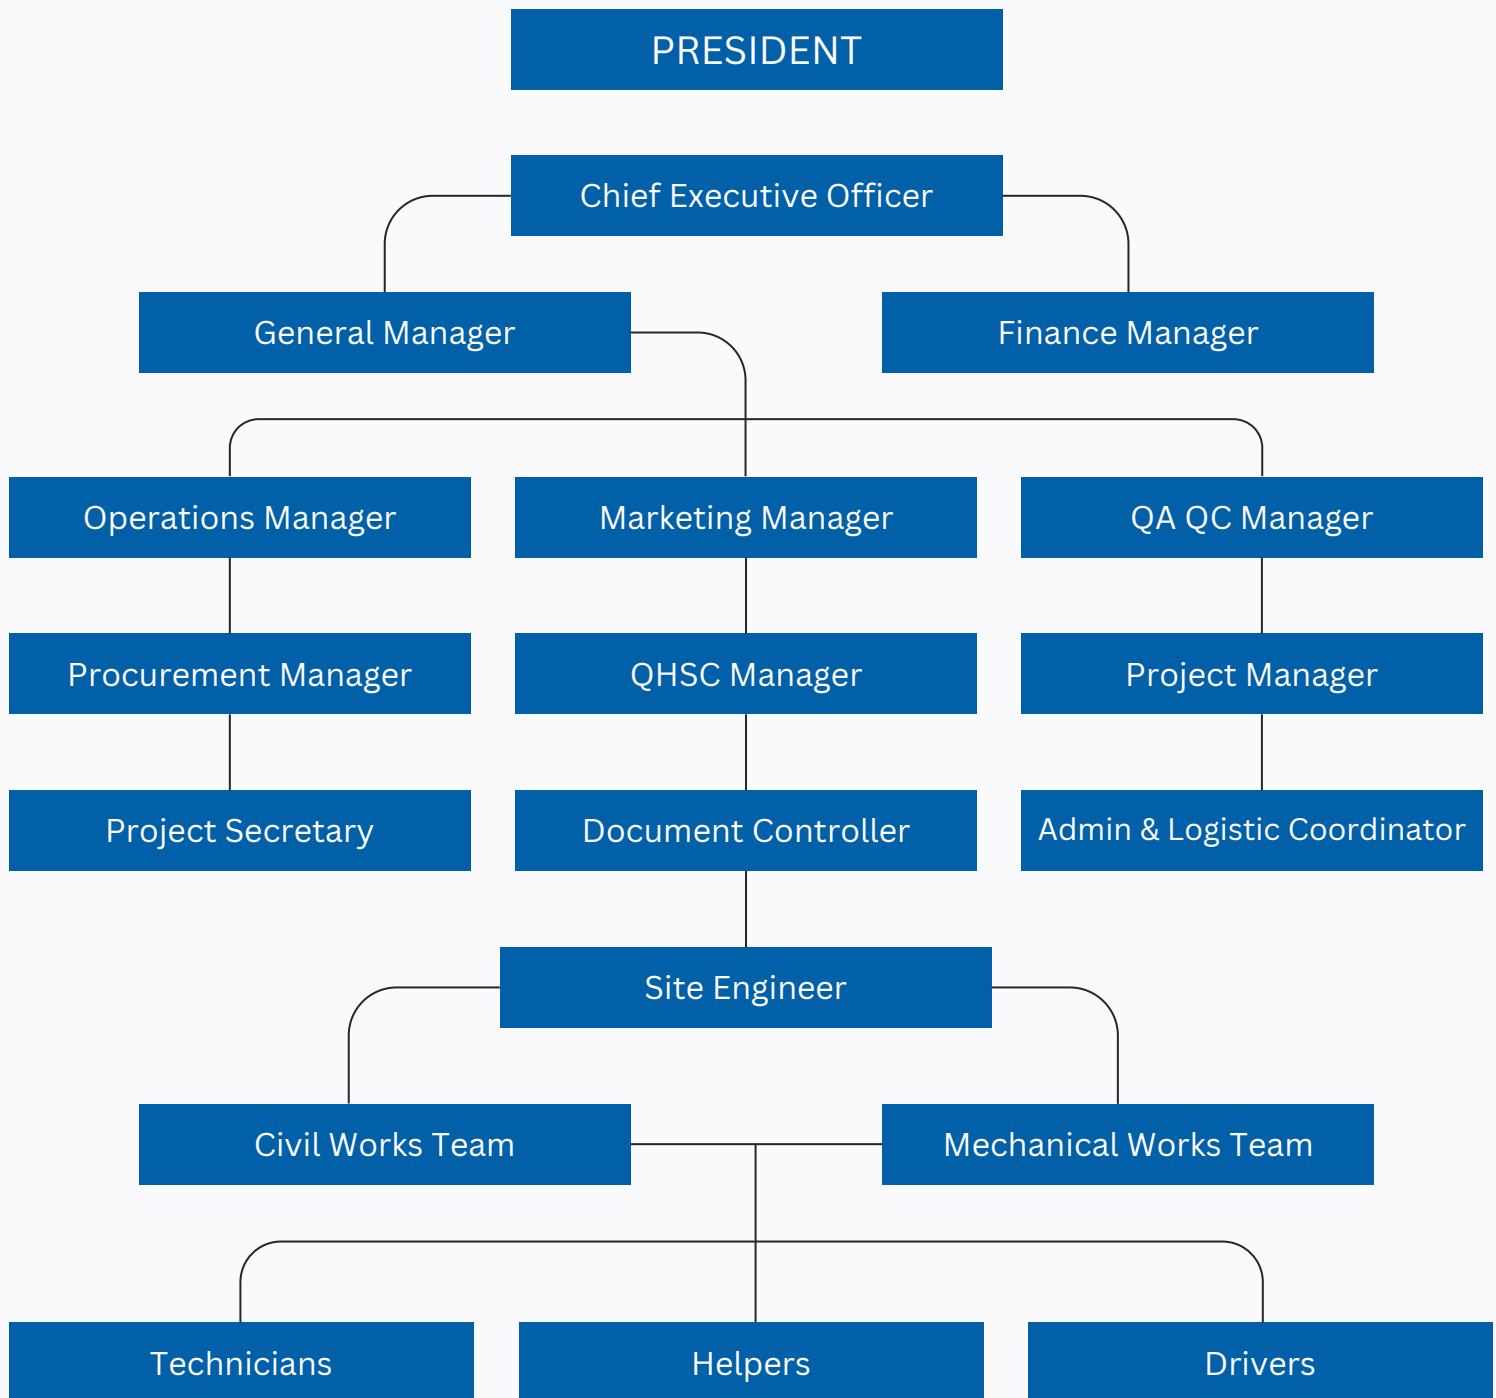 PRESIDENT
Chief Executive Officer
General Manager
Finance Manager
Operations Manager
Marketing Manager
QA QC Manager
Procurement Manager
QHSC Manager
Project Manager
Project Secretary
Document Controller
Admin & Logistic Coordinator
Site Engineer
Civil Works Team
Mechanical Works Team
Technicians
Helpers
Drivers